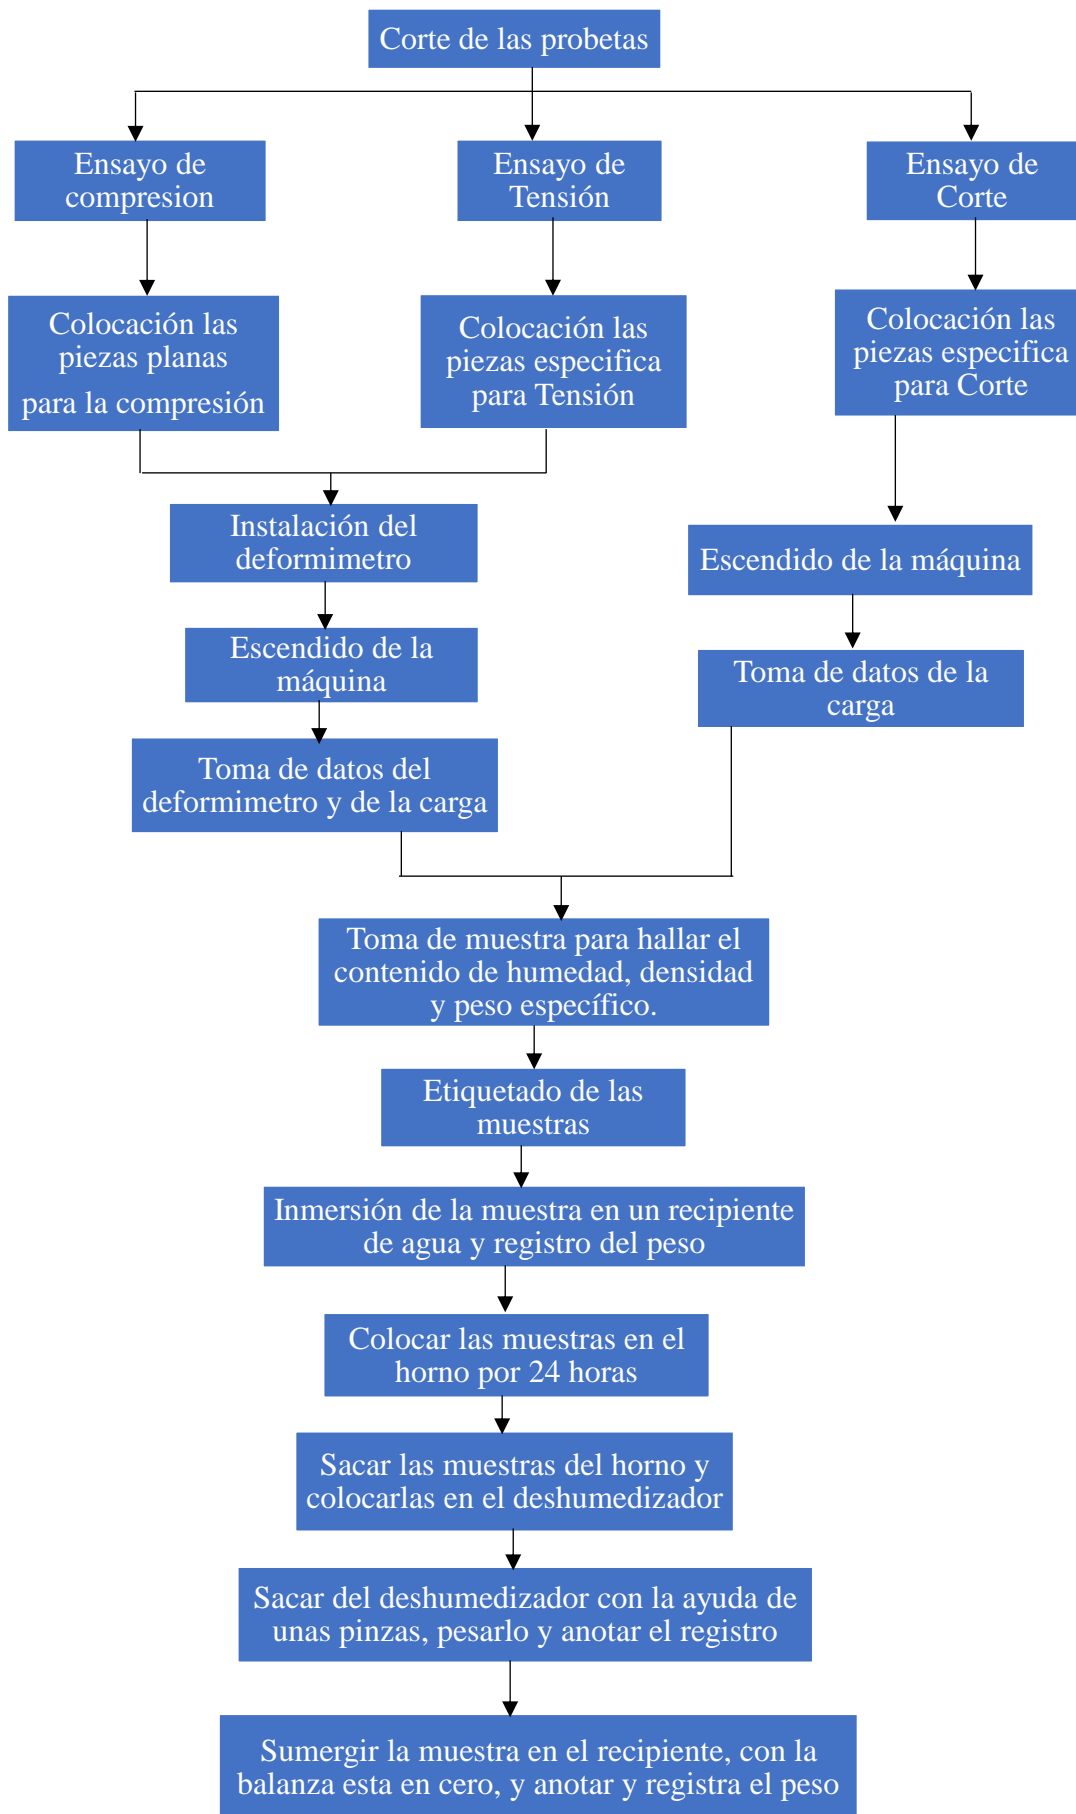 Corte de las probetas
Ensayo de
compresion
Ensayo de
Tensión
Ensayo de
Corte
Colocación las
piezas planas
para la compresión
Colocación las
piezas especifica
para Tensión
Colocación las
piezas especifica
para Corte
Instalación del
deformimetro
Escendido de la máquina
Escendido de la
máquina
Toma de datos de la
carga
Toma de datos del
deformimetro y de la carga
Toma de muestra para hallar el
contenido de humedad, densidad
y peso específico.
Etiquetado de las
muestras
Inmersión de la muestra en un recipiente
de agua y registro del peso
Colocar las muestras en el
horno por 24 horas
Sacar las muestras del horno y
colocarlas en el deshumedizador
Sacar del deshumedizador con la ayuda de
unas pinzas, pesarlo y anotar el registro
Sumergir la muestra en el recipiente, con la
balanza esta en cero, y anotar y registra el peso